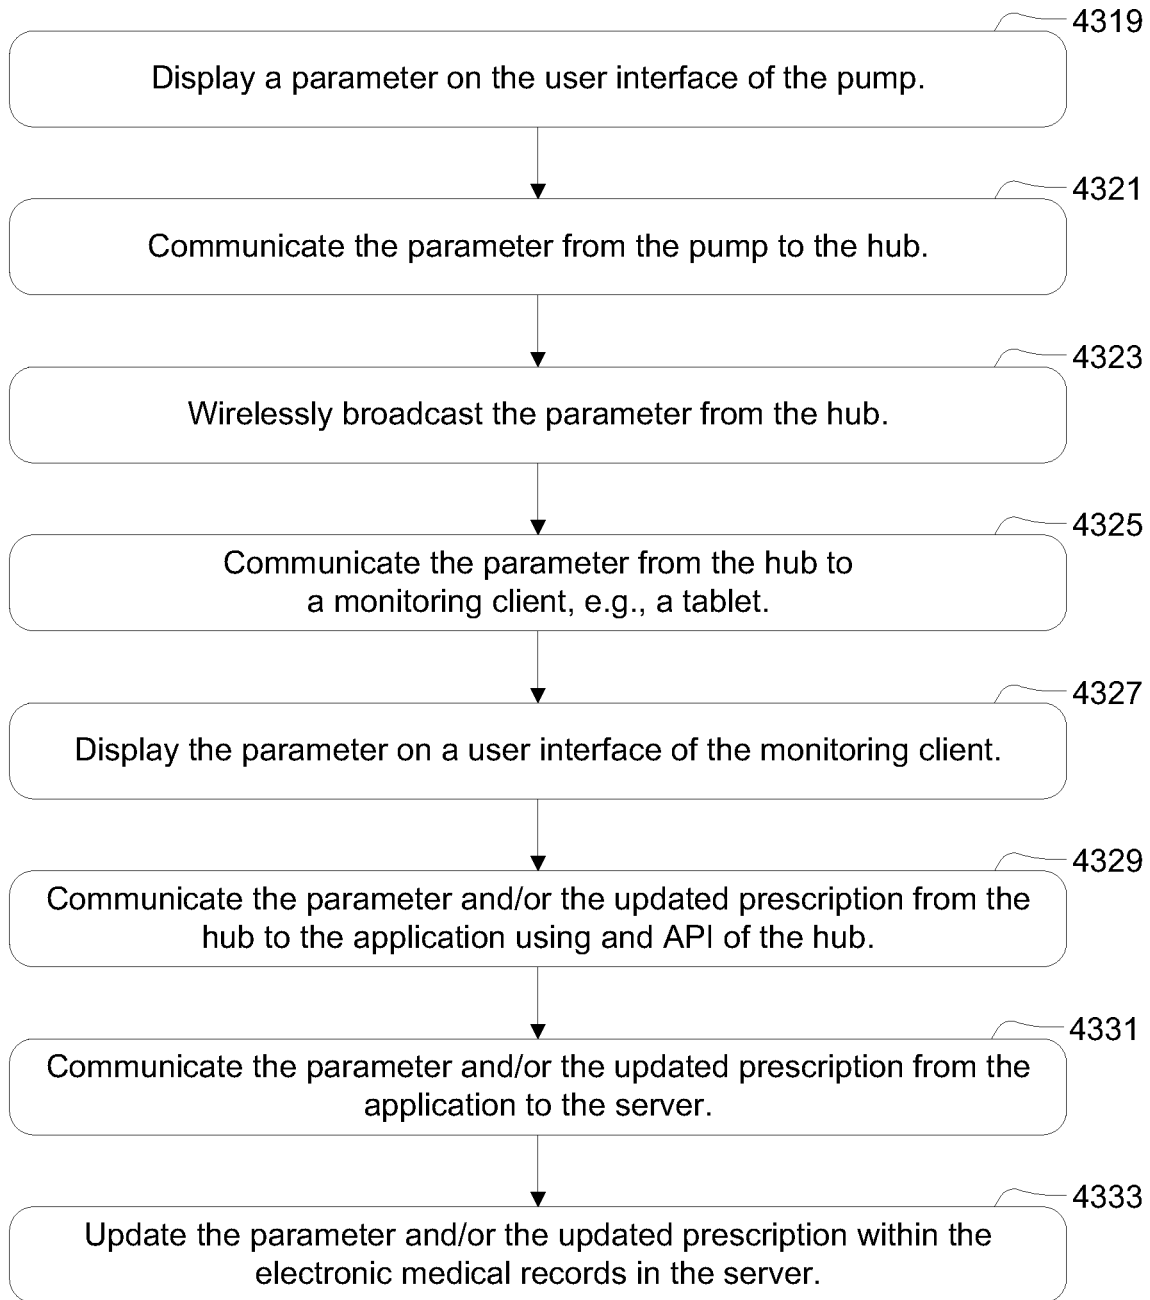 4319
Display a parameter on the user interface of the pump.
4321
Communicate the parameter from the pump to the hub.
4323
Wirelessly broadcast the parameter from the hub.
4325
Communicate the parameter from the hub to
a monitoring client, e.g., a tablet.
4327
Display the parameter on a user interface of the monitoring client.
4329
Communicate the parameter and/or the updated prescription from the
hub to the application using and API of the hub.
4331
Communicate the parameter and/or the updated prescription from the
application to the server.
4333
Update the parameter and/or the updated prescription within the
electronic medical records in the server.